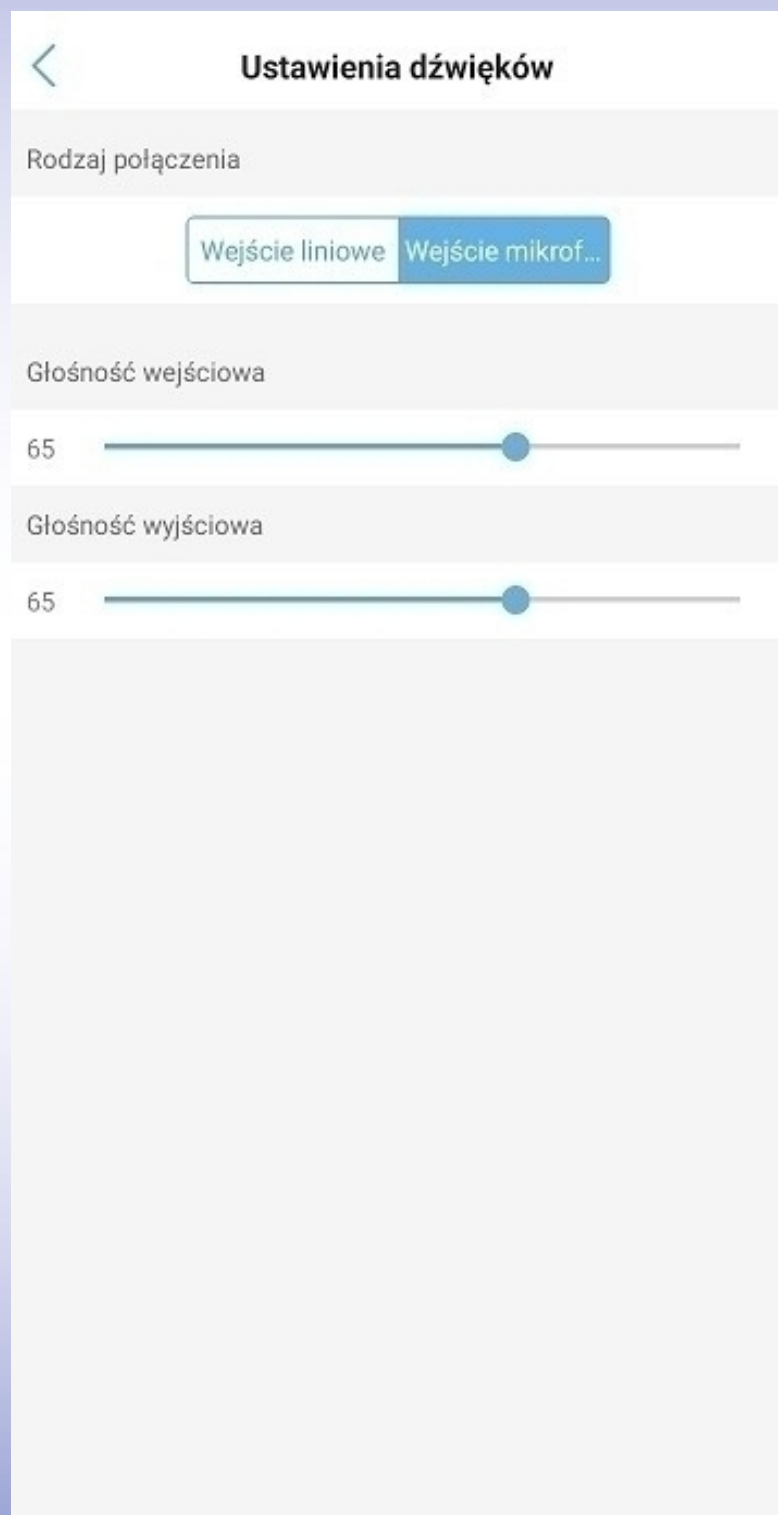 Ustawienia dźwięków
Rodzaj połączenia
Wejście liniowe Wejście mikrof...
Głośność wejściowa
65
Głośność wyjściowa
65